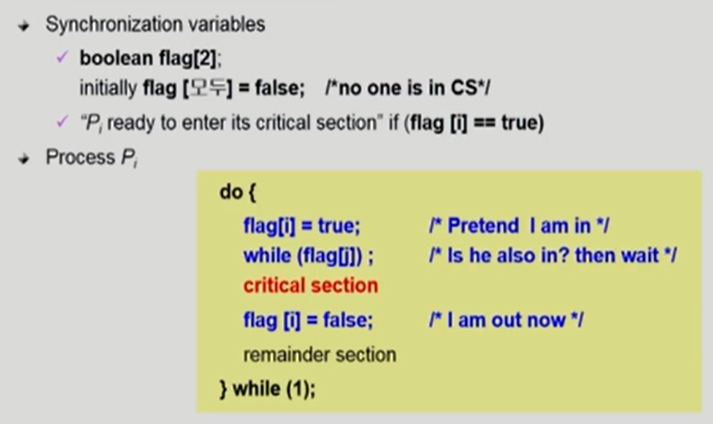 Synchronization variables
boolean flag[2];
initially flag [모두] = false; /*no one is in CS*/
“Pi ready to enter its critical section” if (flag [i] == true)
Process Pi
do {
flag[i] = true; /* Pretend I am in */
while (flag[j]) ; /* Is he also in? then wait */
critical section
flag [i] = false; /* I am out now */
remainder section
} while (1);